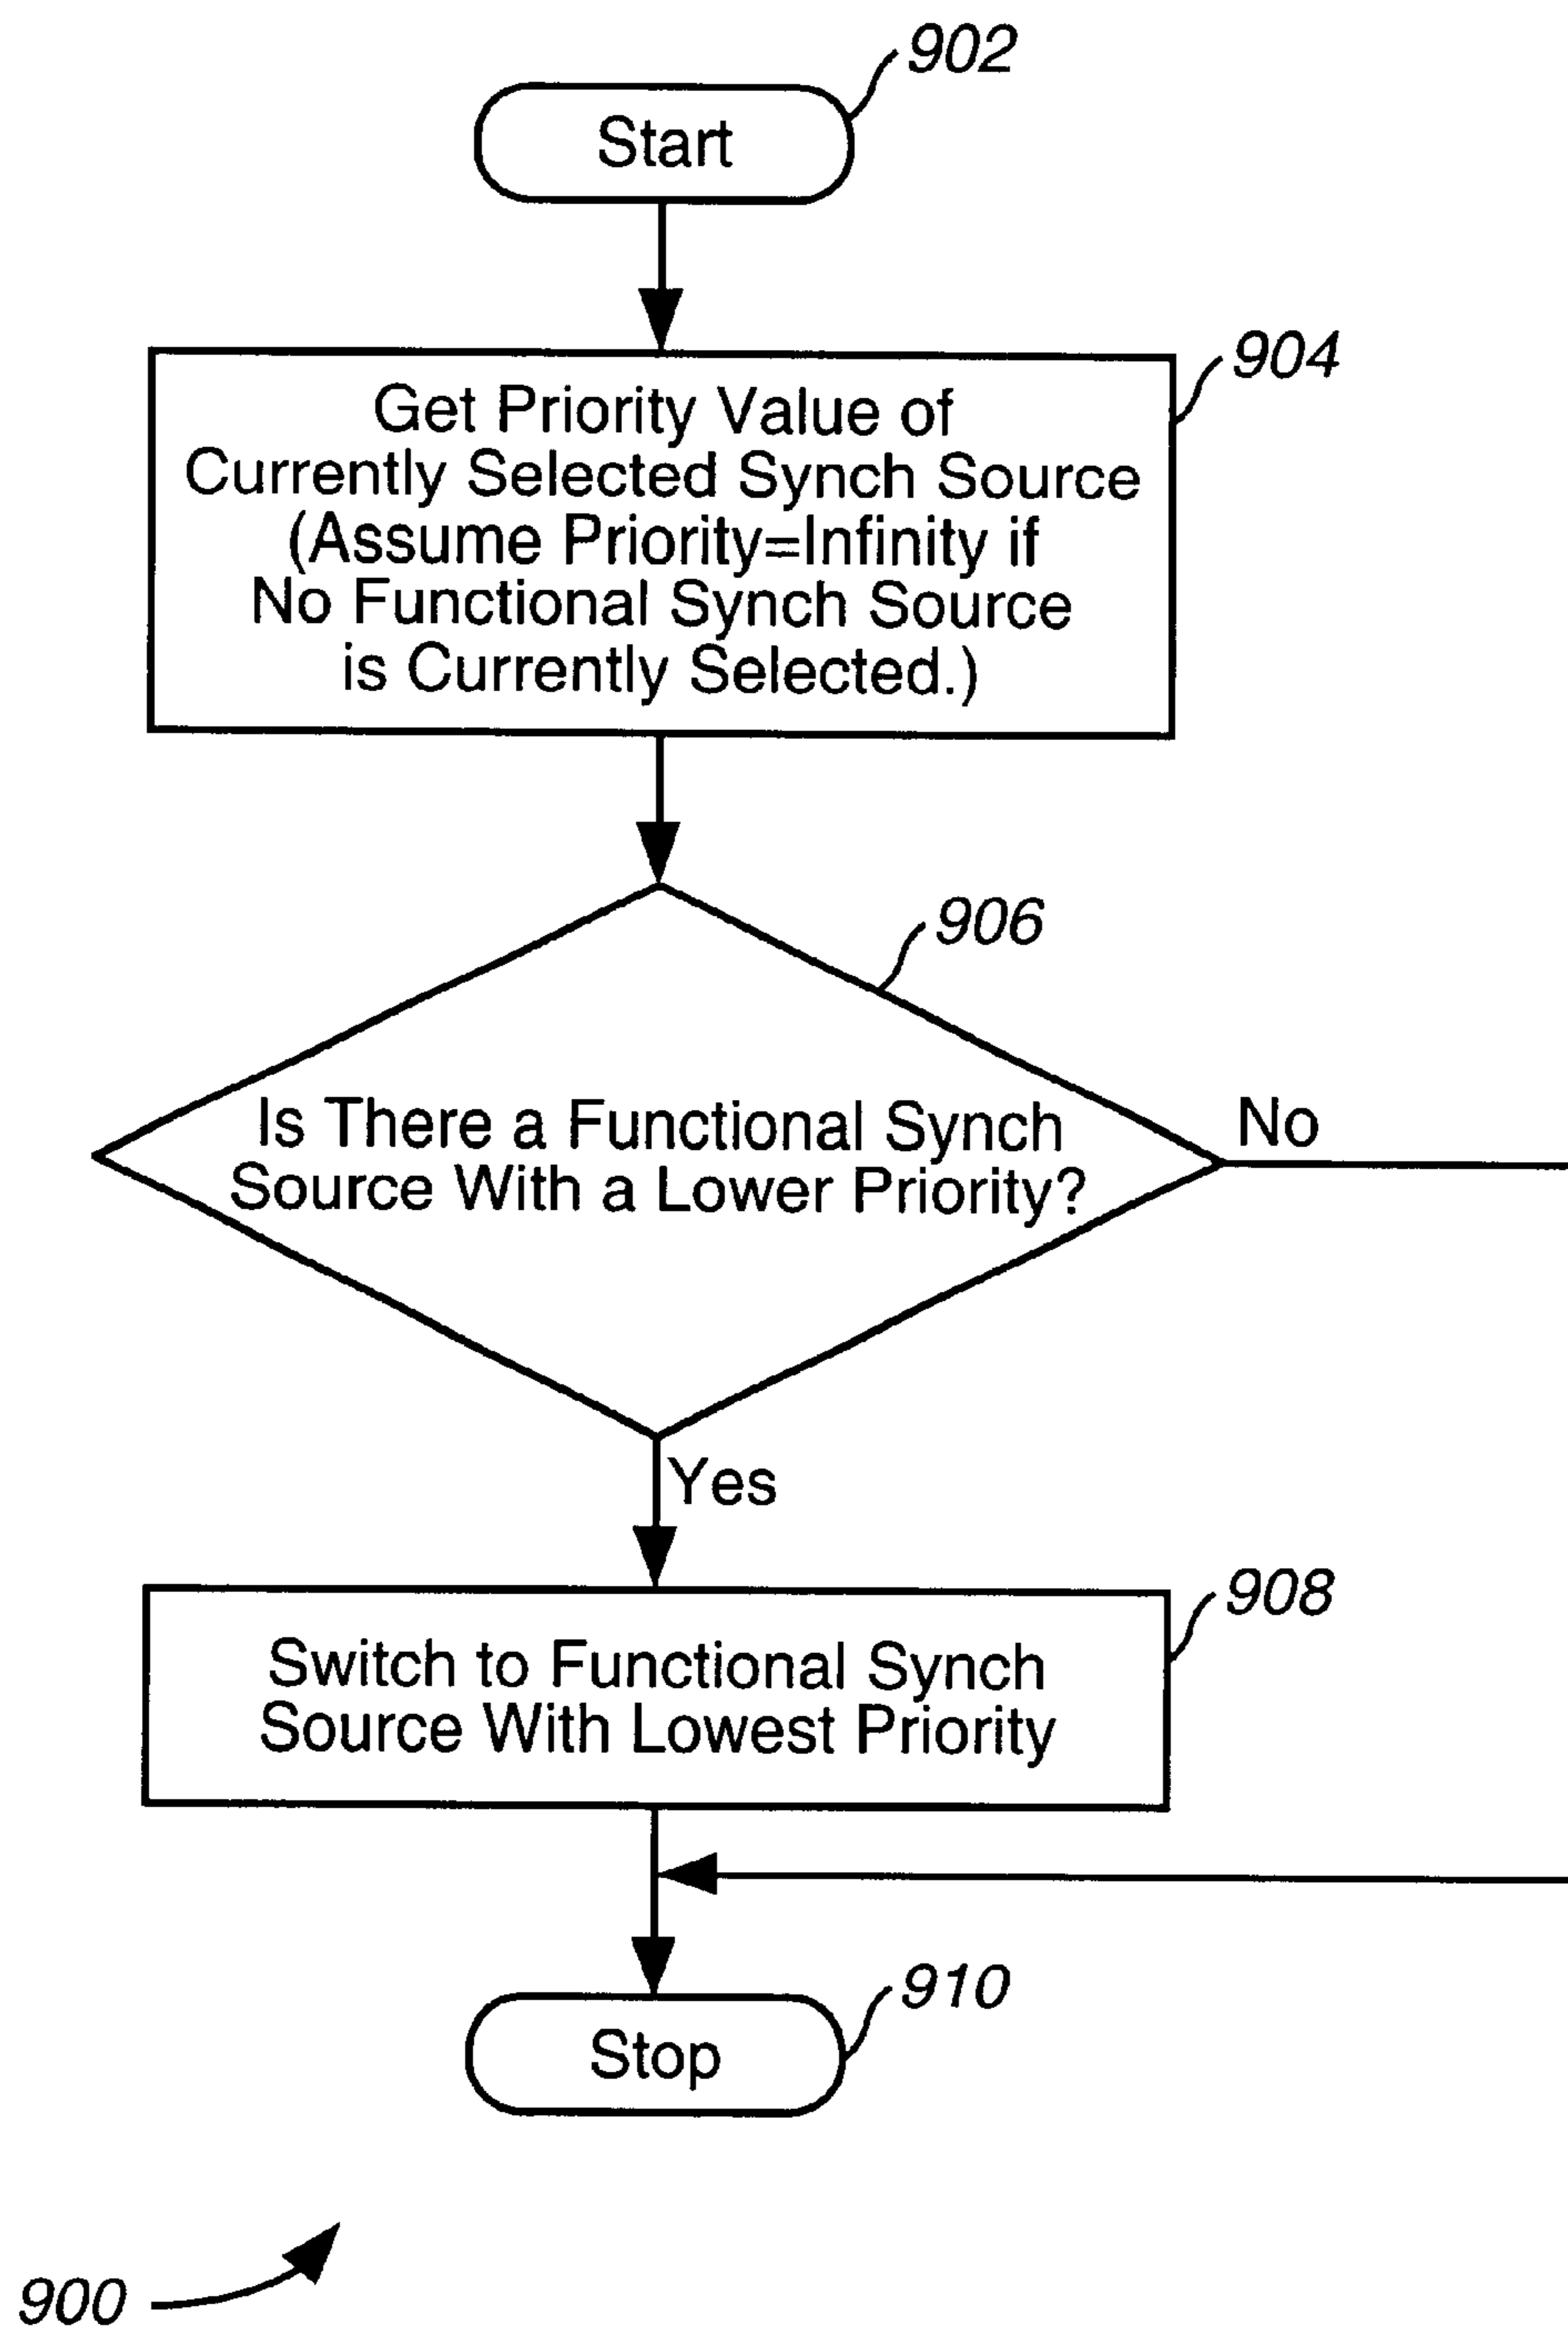 902
Start
904
Get Priority Value of
Currently Selected Synch Source
(Assume Priority=Infinity if
No Functional Synch Source
is Currently Selected.)
906
Is There a Functional Synch
Source With a Lower Priority?
No
Yes
908
Switch to Functional Synch
Source With Lowest Priority
910
Stop
900